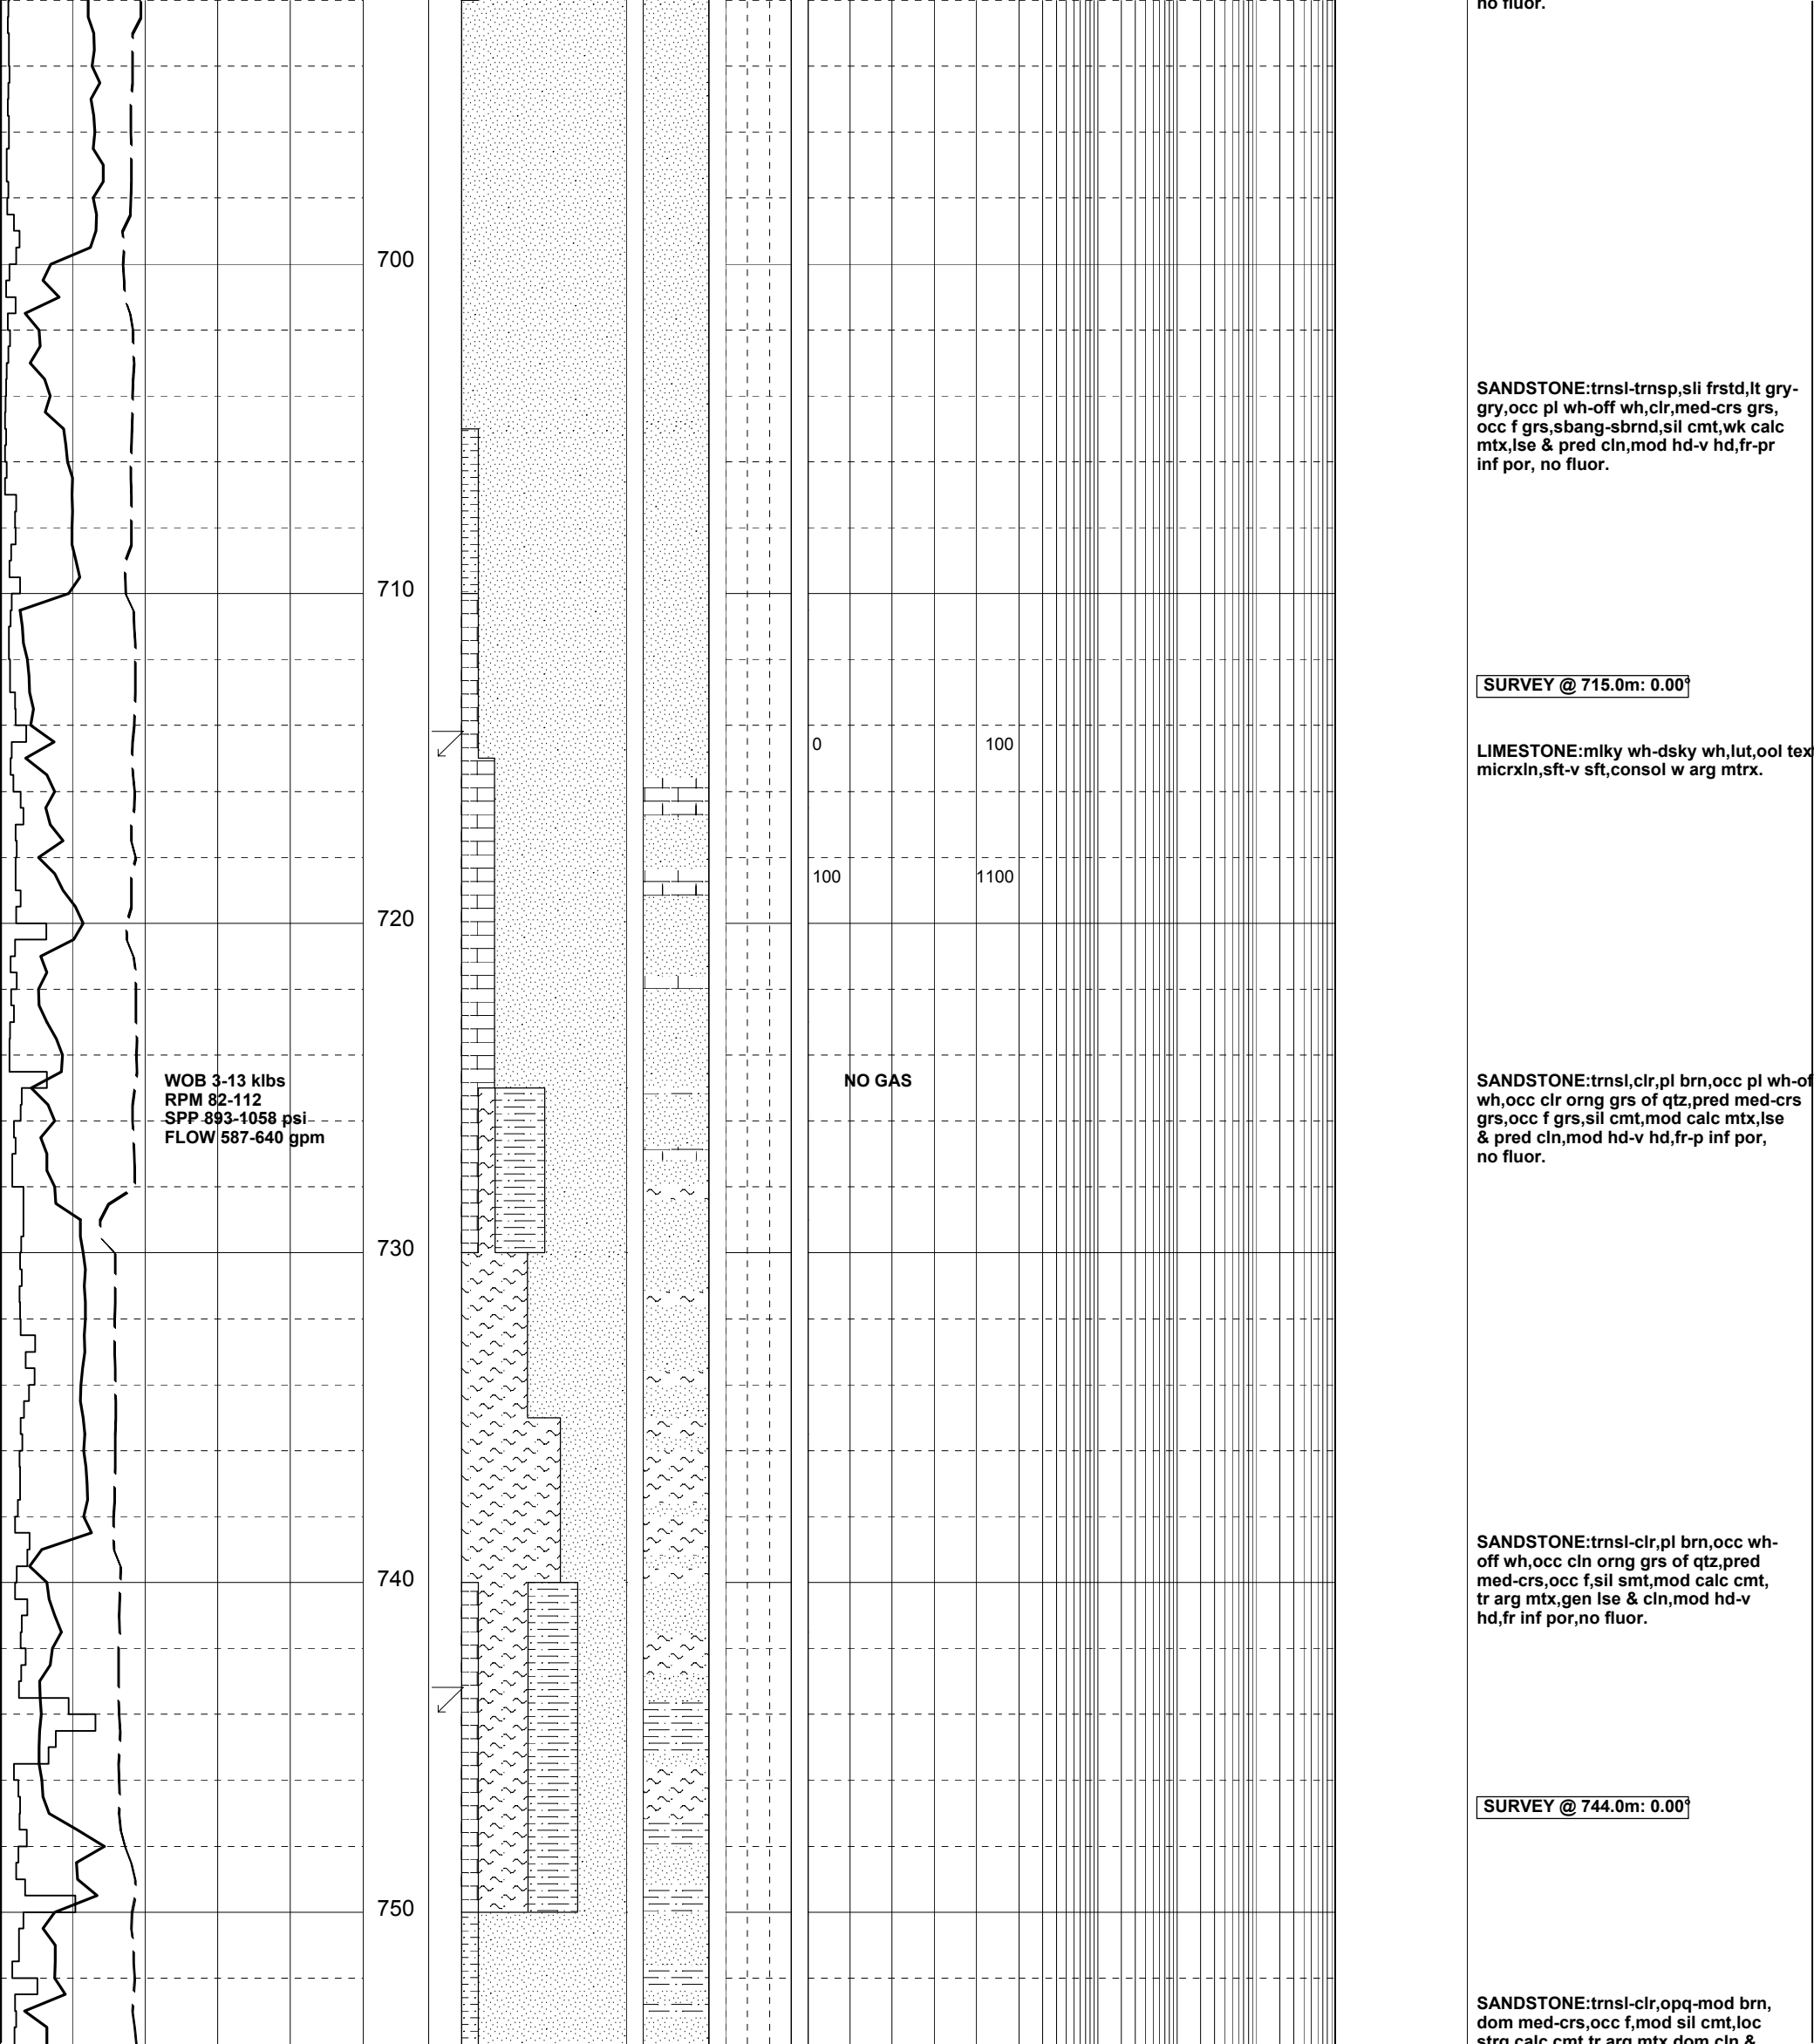 no fluor.
700
SANDSTONE:trnsl-trnsp,sli frstd,lt gry-
gry,occ pl wh-off wh,clr,med-crs grs,
occ f grs,sbang-sbrnd,sil cmt,wk calc
mtx,lse & pred cln,mod hd-v hd,fr-pr
inf por, no fluor.
710
SURVEY @ 715.0m: 0.00°
0 100
LIMESTONE:mlky wh-dsky wh,lut,ool tex
micrxln,sft-v sft,consol w arg mtrx.
100 1100
720
WOB 3-13 klbs
RPM 82-112
SPP 893-1058 psi
FLOW 587-640 gpm
NO GAS
SANDSTONE:trnsl,clr,pl brn,occ pl wh-of
wh,occ clr orng grs of qtz,pred med-crs
grs,occ f grs,sil cmt,mod calc mtx,lse
& pred cln,mod hd-v hd,fr-p inf por,
no fluor.
730
SANDSTONE:trnsl-clr,pl brn,occ wh-
off wh,occ cln orng grs of qtz,pred
med-crs,occ f,sil smt,mod calc cmt,
tr arg mtx,gen lse & cln,mod hd-v
hd,fr inf por,no fluor.
740
SURVEY @ 744.0m: 0.00°
750
SANDSTONE:trnsl-clr,opq-mod brn,
dom med-crs,occ f,mod sil cmt,loc
strg calc cmt,tr arg mtx,dom cln &